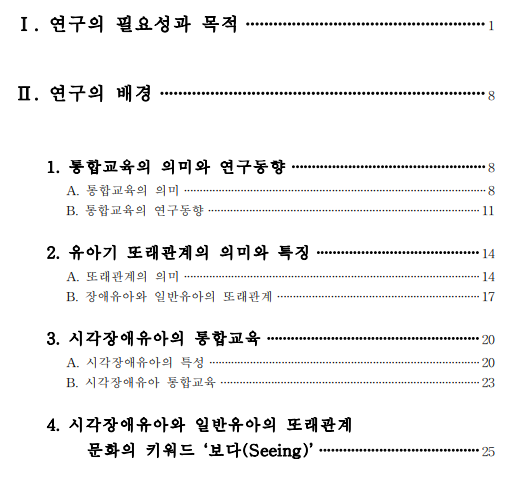 Ⅰ. 연구의 필요성과 목적 ··················································· 1
Ⅱ. 연구의 배경 ··················································· 8
1. 통합교육의 의미와 연구동향 ··················································· 8
A. 통합교육의 의미 ··················································· 8
B. 통합교육의 연구동향 ··················································· 11
2. 유아기 또래관계의 의미와 특징 ··················································· 14
A. 또래관계의 의미 ··················································· 14
B. 장애유아와 일반유아의 또래관계 ··················································· 17
3. 시각장애유아의 통합교육 ··················································· 20
A. 시각장애유아의 특성 ··················································· 20
B. 시각장애유아 통합교육 ··················································· 23
4. 시각장애유아와 일반유아의 또래관계
문화의 키워드 ‘보다(Seeing)’ ··················································· 25